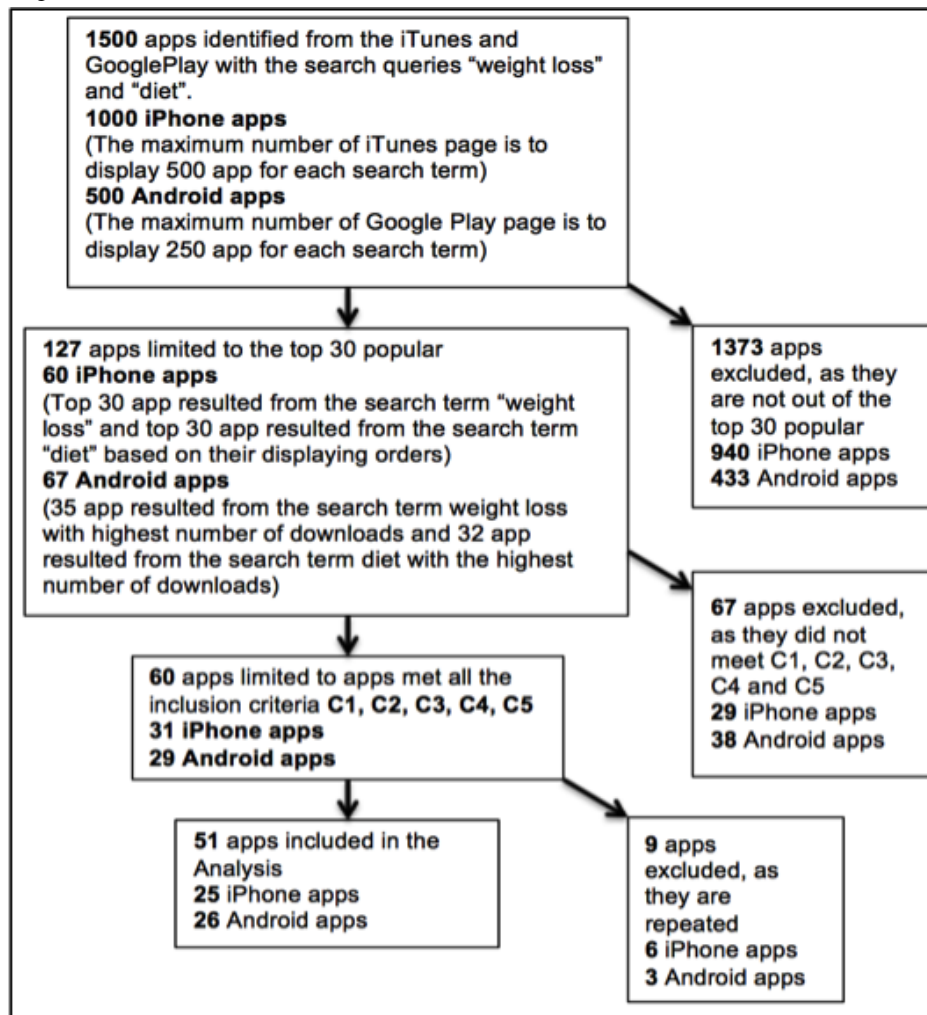 1500 apps identified from the iTunes and
GooglePlay with the search queries “weight loss”
and “diet”.
1000 iPhone apps
(The maximum number of iTunes page is to
display 500 app for each search term)
500 Android apps
(The maximum number of Google Play page is to
display 250 app for each search term)
127 apps limited to the top 30 popular
60 iPhone apps
(Top 30 app resulted from the search term “weight
loss” and top 30 app resulted from the search term
“diet” based on their displaying orders)
67 Android apps
(35 app resulted from the search term weight loss
with highest number of downloads and 32 app
resulted from the search term diet with the highest
number of downloads)
1373 apps
excluded, as they
are not out of the
top 30 popular
940 iPhone apps
433 Android apps
67 apps excluded,
as they did not
meet C1, C2, C3,
C4 and C5
29 iPhone apps
38 Android apps
60 apps limited to apps met all the
inclusion criteria C1, C2, C3, C4, C5
31 iPhone apps
29 Android apps
51 apps included in the
Analysis
25 iPhone apps
26 Android apps
9 apps
excluded, as
they are
repeated
6 iPhone apps
3 Android apps